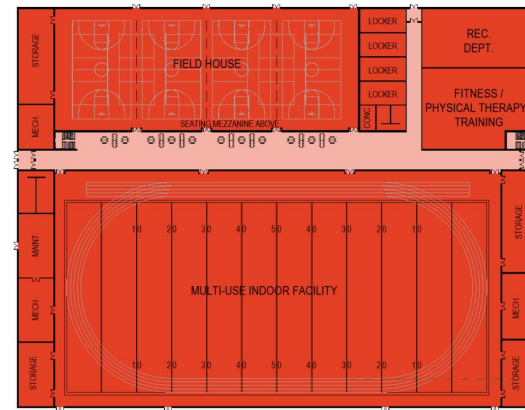 STORAGE
MECH.
FIELD HOUSE
SEATING MEZZANINE ABOVE
LOCKER
LOCKER
LOCKER
LOCKER
CONC
REC.
DEPT.
FITNESS /
PHYSICAL THERAPY
TRAINING
MAINT
MECH.
STORAGE
10 20 30 40 50 40 30 20 10
MULTI-USE INDOOR FACILITY
10 20 30 40 50 40 30 20 10
STORAGE
MECH.
STORAGE